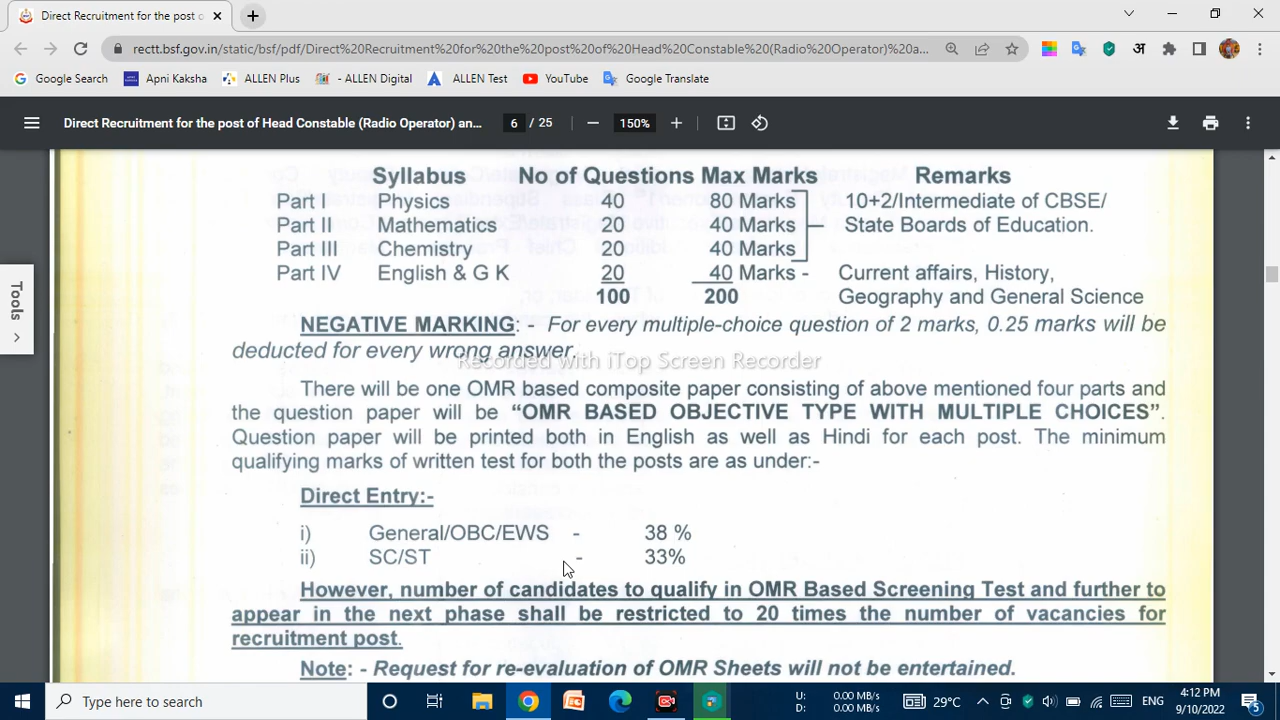 Direct Recruitment for the post o
rectt.bsf.gov.in/static/bsf/pdf/Direct%20Recruitment%20for%20the%20post%20of%20Head%20Constable%20(Radio%20Operator)%20a...
Google Search Apni Kaksha ALLEN Plus - ALLEN Digital ALLEN Test YouTube Google Translate
Direct Recruitment for the post of Head Constable (Radio Operator) an... 6 / 25 150%
Tools
Syllabus No of Questions Max Marks Remarks
Part I Physics 40 80 Marks 10+2/Intermediate of CBSE/
Part II Mathematics 20 40 Marks State Boards of Education.
Part III Chemistry 20 40 Marks
Part IV English & G K 20 40 Marks - Current affairs, History,
100 200 Geography and General Science
NEGATIVE MARKING: - For every multiple-choice question of 2 marks, 0.25 marks will be
deducted for every wrong answer.
Recorded with iTop Screen Recorder
There will be one OMR based composite paper consisting of above mentioned four parts and
the question paper will be “OMR BASED OBJECTIVE TYPE WITH MULTIPLE CHOICES”.
Question paper will be printed both in English as well as Hindi for each post. The minimum
qualifying marks of written test for both the posts are as under:-
Direct Entry:-
i) General/OBC/EWS - 38 %
ii) SC/ST - 33%
However, number of candidates to qualify in OMR Based Screening Test and further to
appear in the next phase shall be restricted to 20 times the number of vacancies for
recruitment post.
Note: - Request for re-evaluation of OMR Sheets will not be entertained.
Type here to search
U: 0.00 MB/s
D: 0.00 MB/s
29°C ENG
4:12 PM
9/10/2022
5